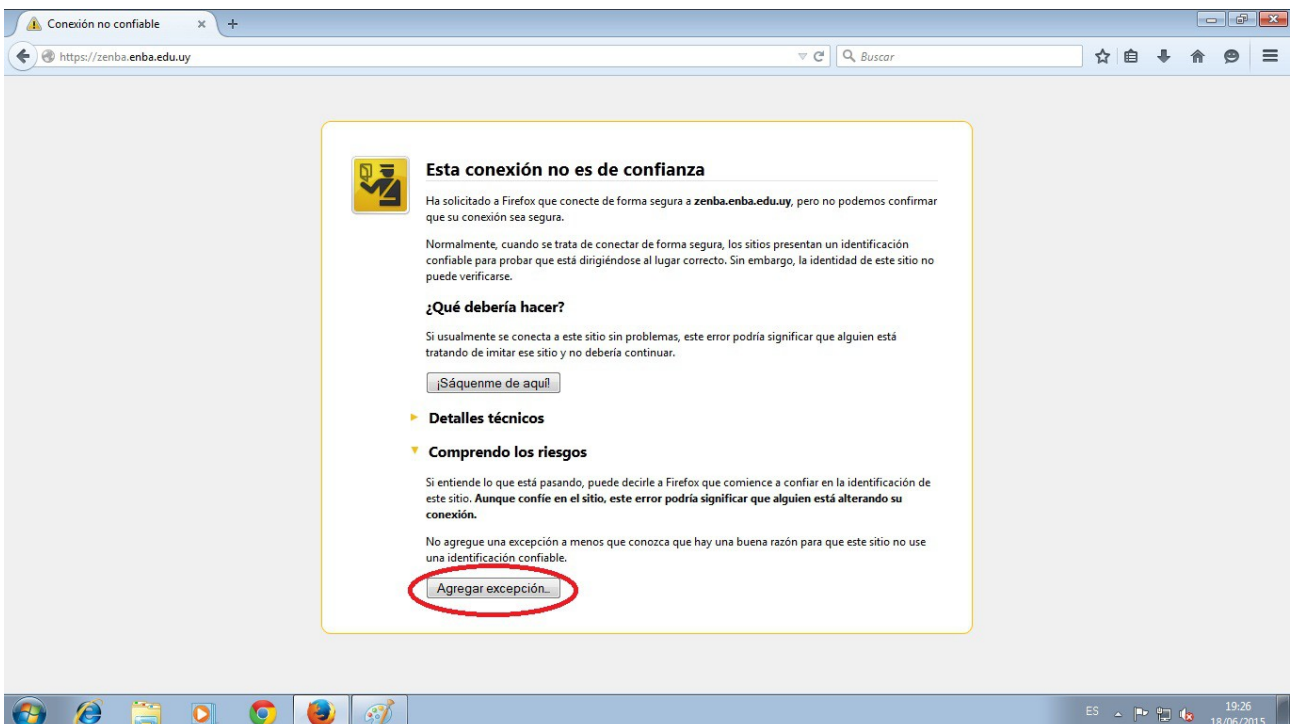 Conexión no confiable
https://zenba.enba.edu.uy
Buscar
Esta conexión no es de confianza
Ha solicitado a Firefox que conecte de forma segura a zenba.enba.edu.uy, pero no podemos confirmar
que su conexión sea segura.
Normalmente, cuando se trata de conectar de forma segura, los sitios presentan un identificación
confiable para probar que está dirigiéndose al lugar correcto. Sin embargo, la identidad de este sitio no
puede verificarse.
¿Qué debería hacer?
Si usualmente se conecta a este sitio sin problemas, este error podría significar que alguien está
tratando de imitar ese sitio y no debería continuar.
¡Sáquenme de aquí!
Detalles técnicos
Comprendo los riesgos
Si entiende lo que está pasando, puede decirle a Firefox que comience a confiar en la identificación de
este sitio. Aunque confíe en el sitio, este error podría significar que alguien está alterando su
conexión.
No agregue una excepción a menos que conozca que hay una buena razón para que este sitio no use
una identificación confiable.
Agregar excepción...
ES
19:26
18/06/2015